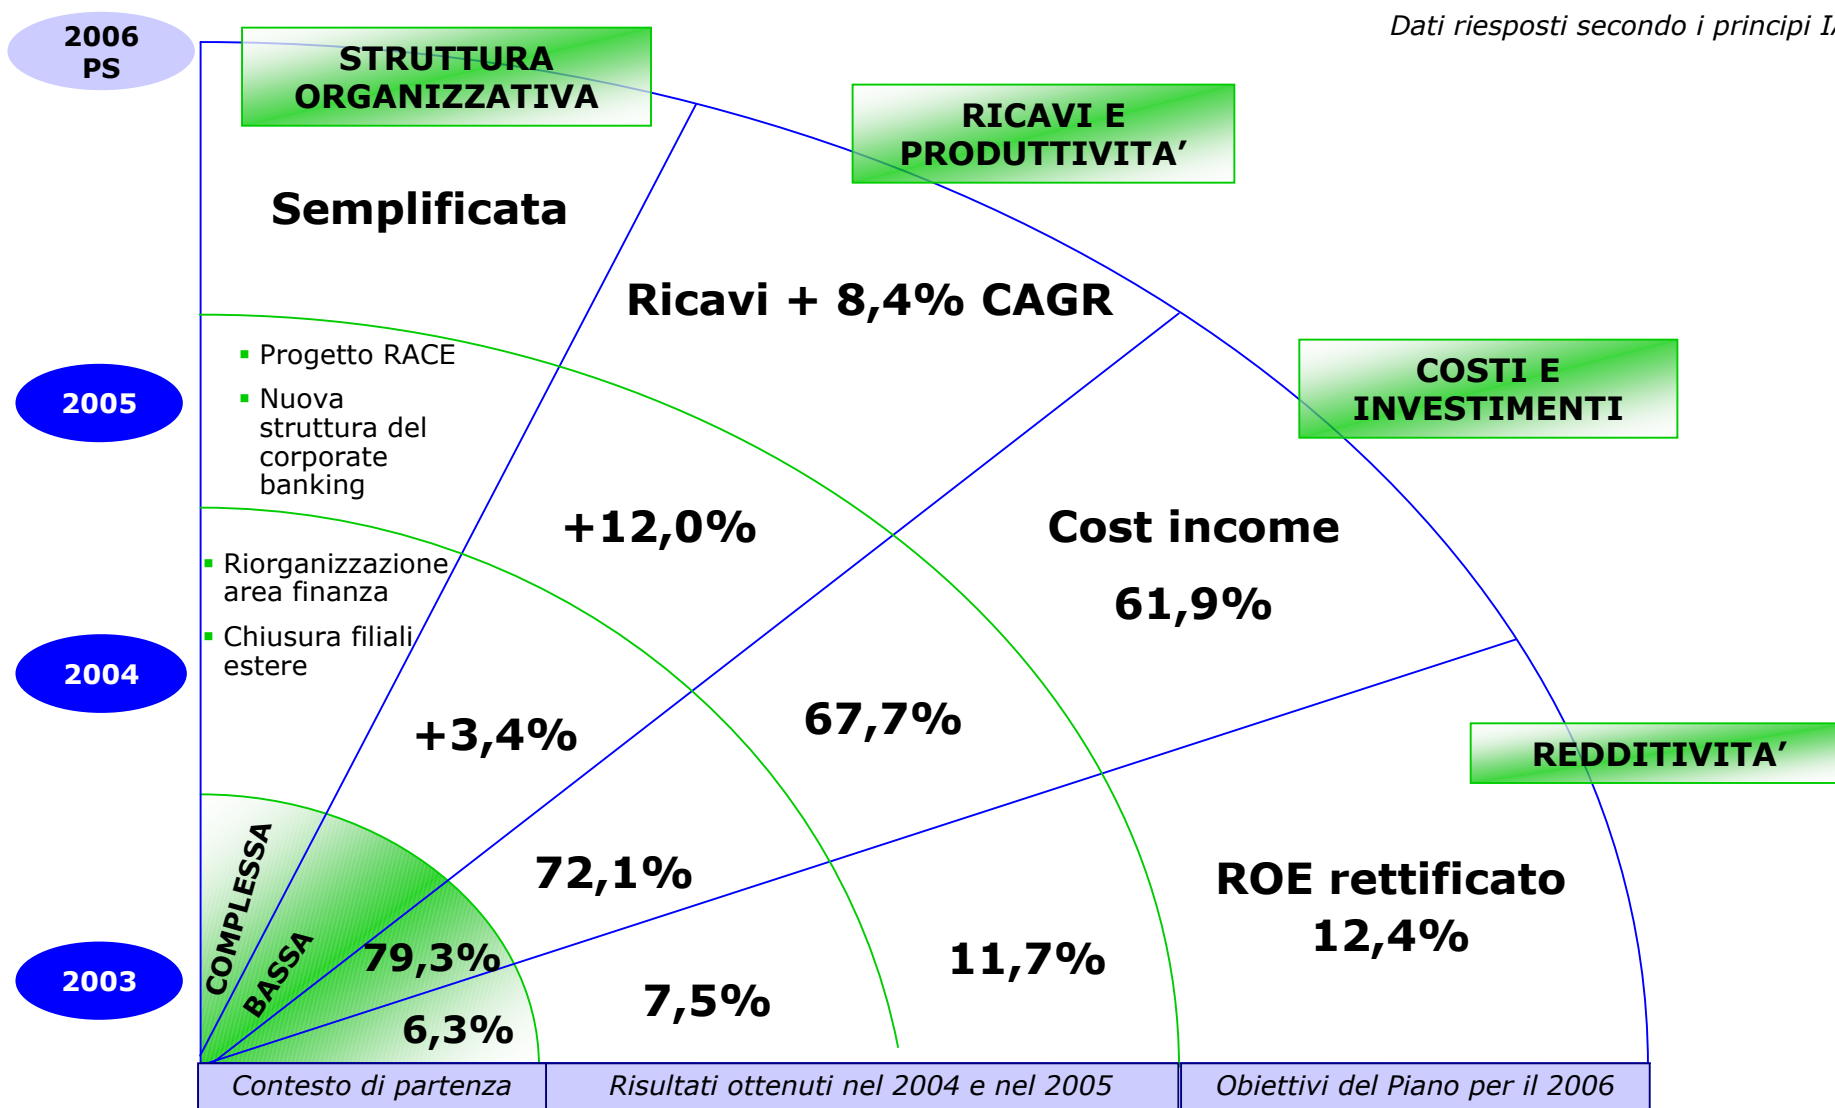 2006
PS
Dati riesposti secondo i principi
STRUTTURA
ORGANIZZATIVA
RICAVI E
PRODUTTIVITA’
Semplificata
Ricavi + 8,4% CAGR
COSTI E
INVESTIMENTI
2005
▪ Progetto RACE
▪ Nuova
struttura del
corporate
banking
+12,0%
Cost income
61,9%
2004
▪ Riorganizzazione
area finanza
▪ Chiusura filiali
estere
+3,4%
67,7%
REDDITIVITA’
72,1%
ROE rettificato
12,4%
2003
COMPLESSA
BASSA
79,3%
6,3%
7,5%
11,7%
Contesto di partenza
Risultati ottenuti nel 2004 e nel 2005
Obiettivi del Piano per il 2006